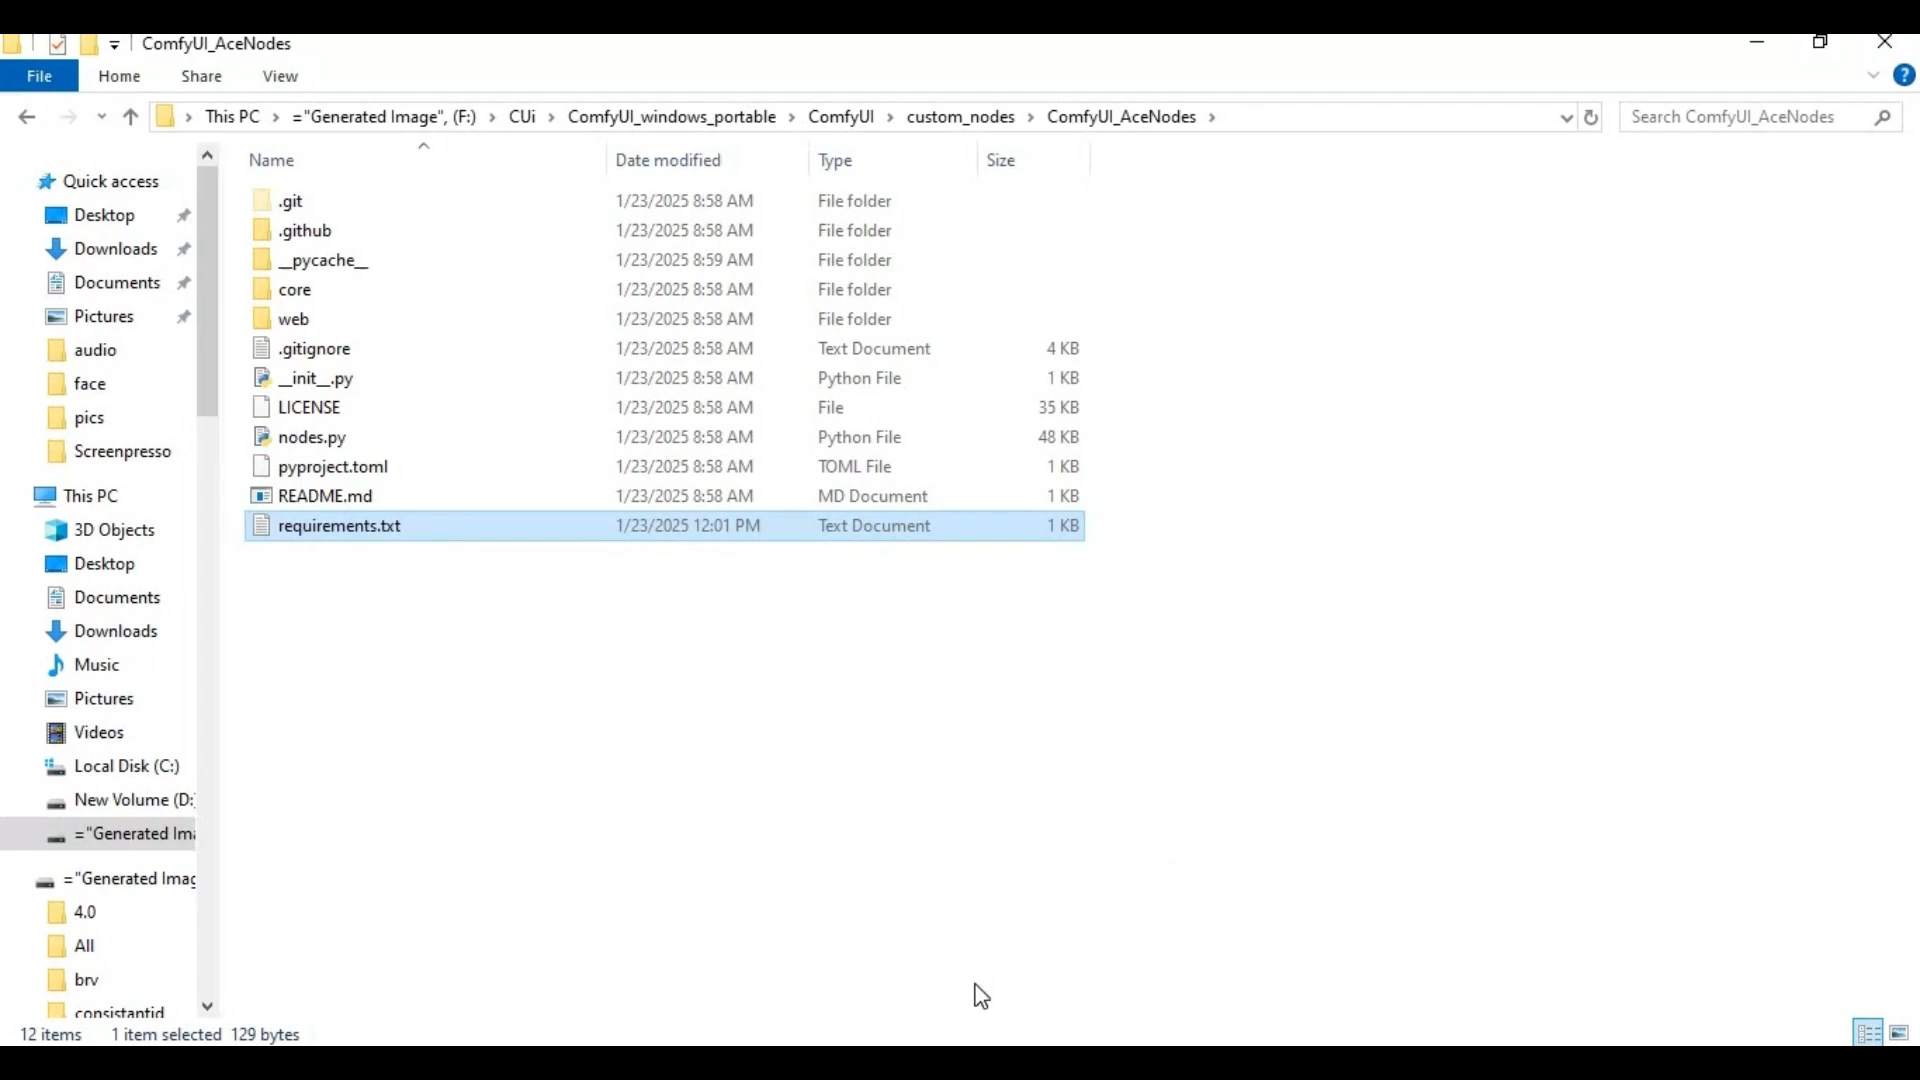 ComfyUI_AceNodes
File Home Share View
This PC ="Generated Image", (F:) CUi ComfyUI_windows_portable ComfyUI custom_nodes ComfyUI_AceNodes Search ComfyUI_AceNodes
Name Date modified Type Size
.git 1/23/2025 8:58 AM File folder
.github 1/23/2025 8:58 AM File folder
__pycache__ 1/23/2025 8:59 AM File folder
core 1/23/2025 8:58 AM File folder
web 1/23/2025 8:58 AM File folder
.gitignore 1/23/2025 8:58 AM Text Document 4 KB
__init__.py 1/23/2025 8:58 AM Python File 1 KB
LICENSE 1/23/2025 8:58 AM File 35 KB
nodes.py 1/23/2025 8:58 AM Python File 48 KB
pyproject.toml 1/23/2025 8:58 AM TOML File 1 KB
README.md 1/23/2025 8:58 AM MD Document 1 KB
requirements.txt 1/23/2025 12:01 PM Text Document 1 KB
Quick access
Desktop
Downloads
Documents
Pictures
audio
face
pics
Screenpresso
This PC
3D Objects
Desktop
Documents
Downloads
Music
Pictures
Videos
Local Disk (C:)
New Volume (D:
="Generated Ima
="Generated Imag
4.0
All
brv
consistantid
12 items 1 item selected 129 bytes